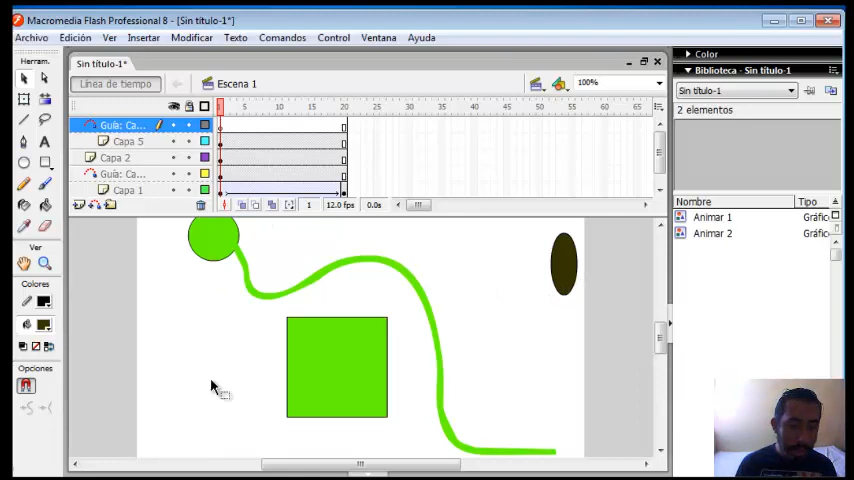 Macromedia Flash Professional 8 - [Sin título-1*]
Archivo Edición Ver Insertar Modificar Texto Comandos Control Ventana Ayuda
Herram.
Sin título-1*
Línea de tiempo
Escena 1
100%
5 10 15 20 25 30 35 40 45 50 55 60 65
Guía: Ca...
Capa 5
Capa 2
Guía: Ca...
Capa 1
1 12.0 fps 0.0s
Ver
Colores
Opciones
Color
Biblioteca - Sin título-1
Sin título-1
2 elementos
Nombre Tipo
Animar 1 Gráfic
Animar 2 Gráfic